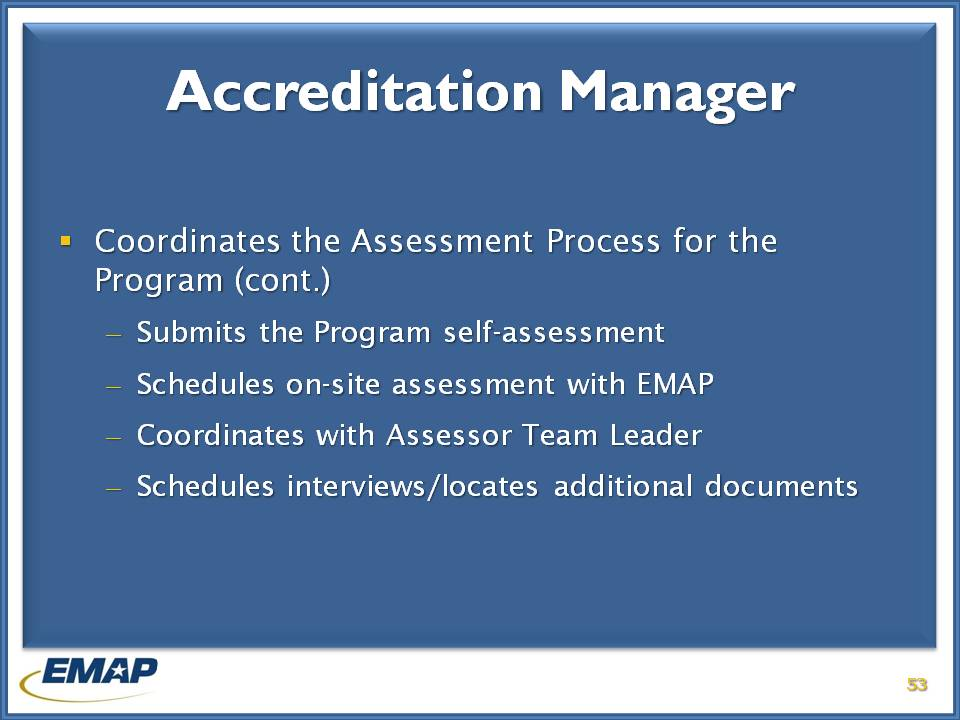 Accreditation Manager
▪ Coordinates the Assessment Process for the
Program (cont.)
– Submits the Program self-assessment
– Schedules on-site assessment with EMAP
– Coordinates with Assessor Team Leader
– Schedules interviews/locates additional documents
EMAP
53